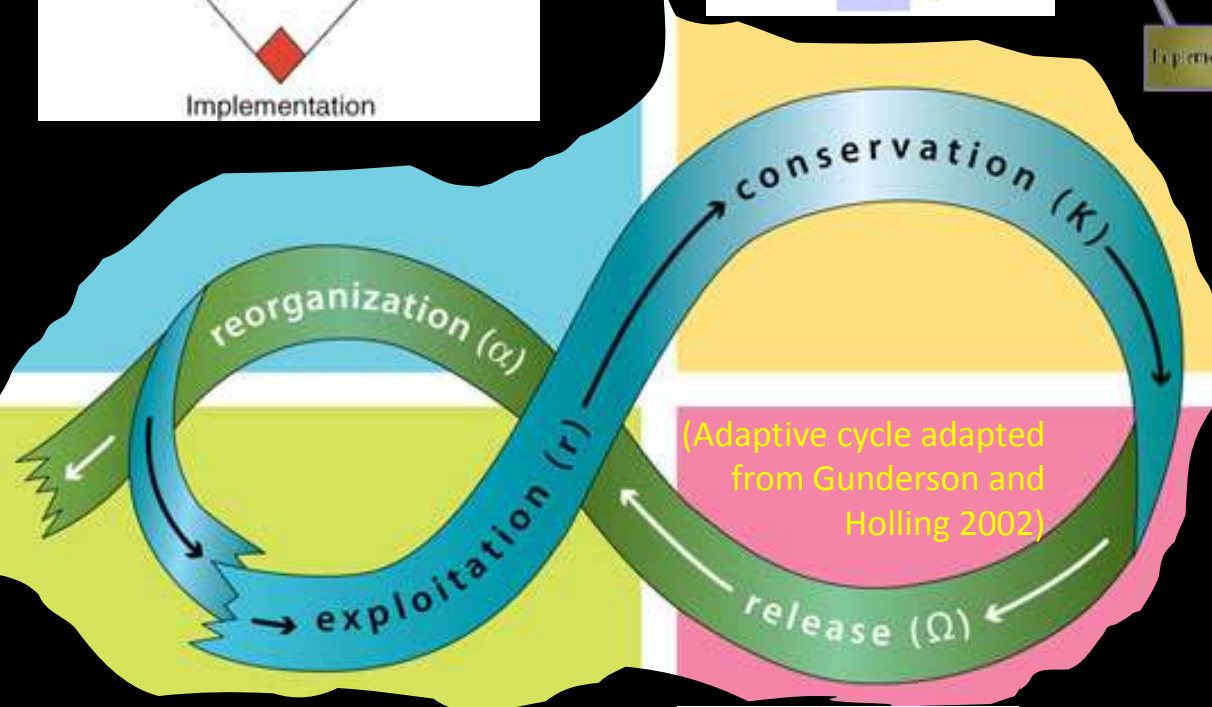 Implementation
conservation (K)
reorganization (α)
exploitation (r)
(Adaptive cycle adapted
from Gunderson and
Holling 2002)
release (Ω)